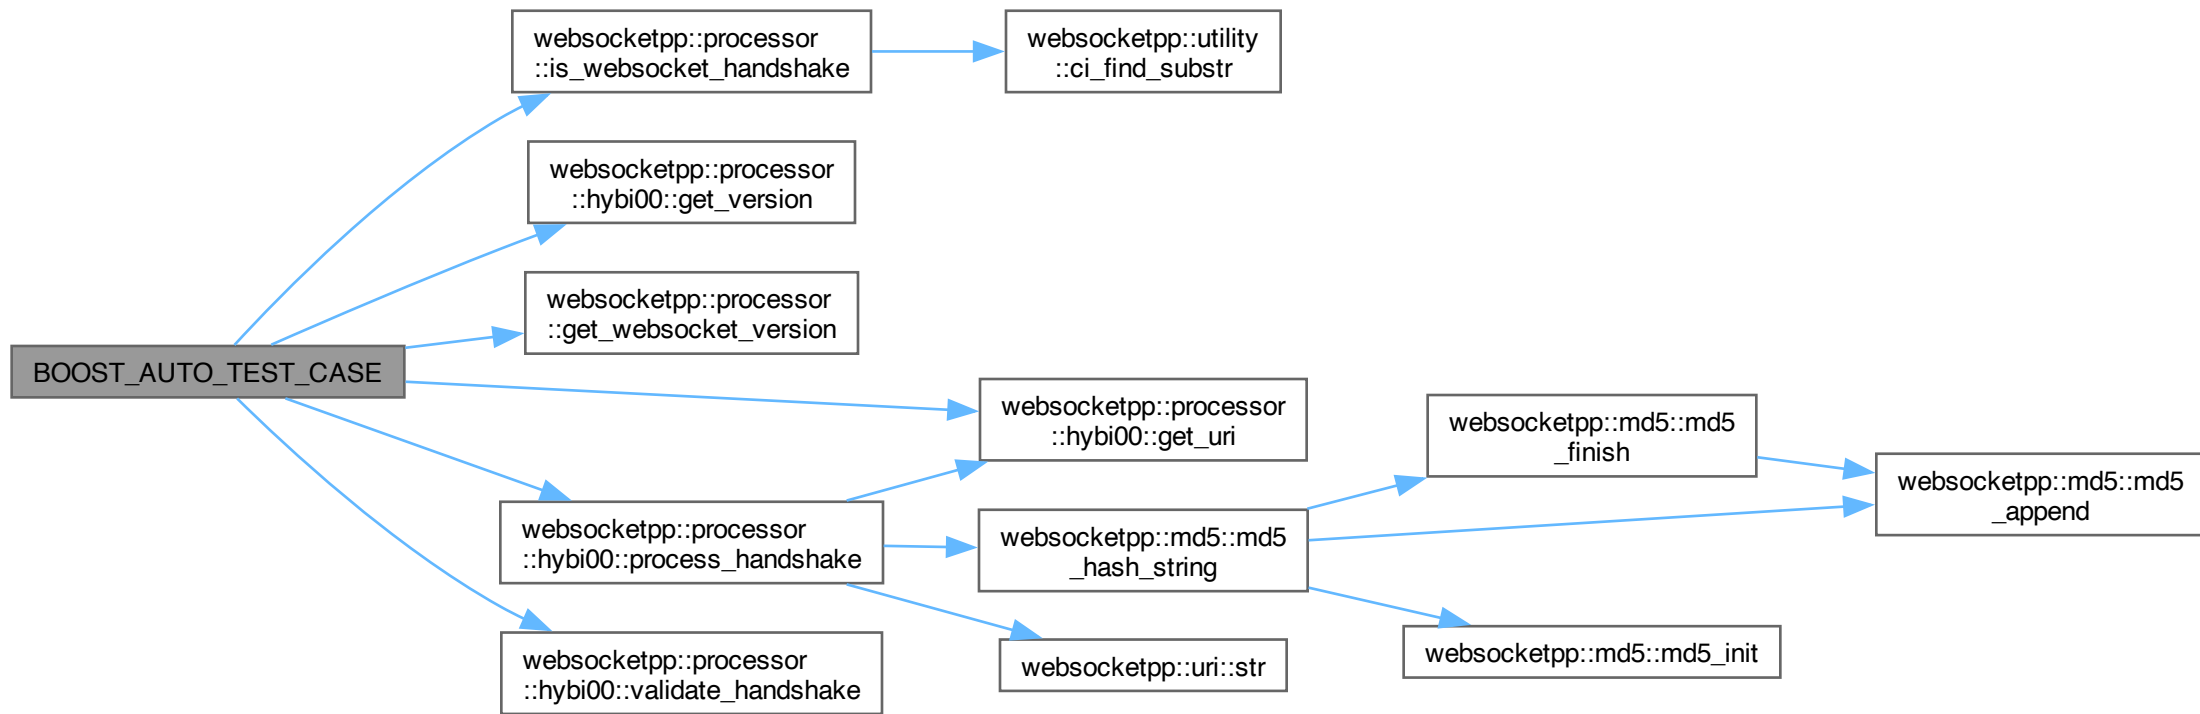 websocketpp::processor
::is_websocket_handshake
websocketpp::utility
::ci_find_substr
websocketpp::processor
::hybi00::get_version
websocketpp::processor
::get_websocket_version
BOOST_AUTO_TEST_CASE
websocketpp::processor
::hybi00::get_uri
websocketpp::md5::md5
_finish
websocketpp::md5::md5
_append
websocketpp::processor
::hybi00::process_handshake
websocketpp::md5::md5
_hash_string
websocketpp::uri::str
websocketpp::md5::md5_init
websocketpp::processor
::hybi00::validate_handshake